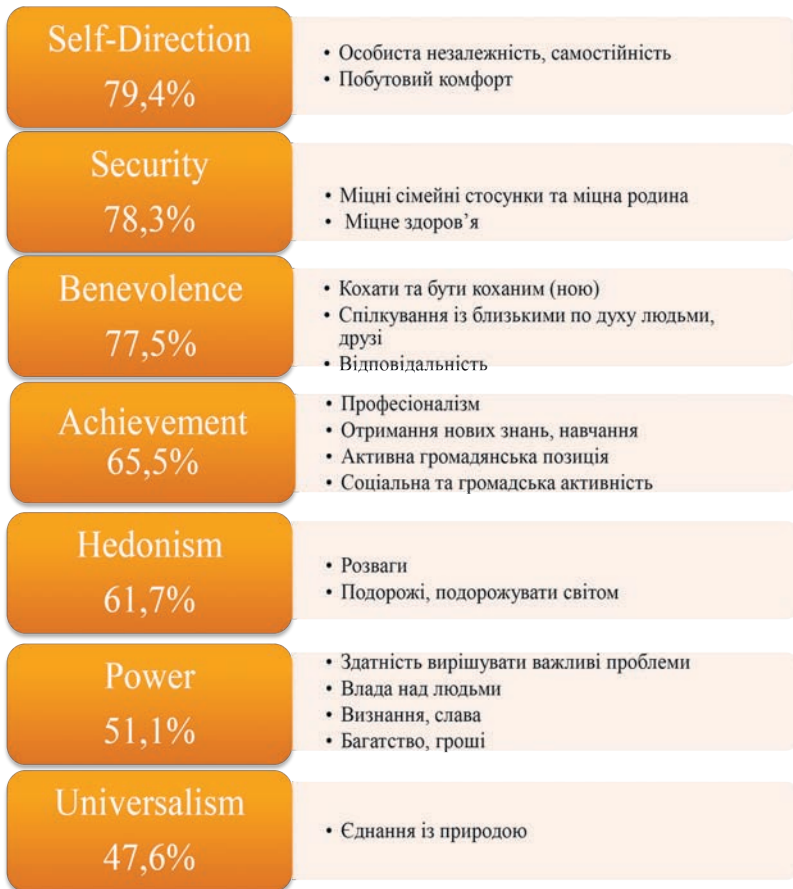 Self-Direction
79,4%
• Особиста незалежність, самостійність
• Побутовий комфорт
Security
78,3%
• Міцні сімейні стосунки та міцна родина
• Міцне здоров’я
Benevolence
77,5%
• Кохати та бути коханим (ною)
• Спілкування із близькими по духу людьми,
друзі
• Відповідальність
Achievement
65,5%
• Професіоналізм
• Отримання нових знань, навчання
• Активна громадянська позиція
• Соціальна та громадська активність
Hedonism
61,7%
• Розваги
• Подорожі, подорожувати світом
Power
51,1%
• Здатність вирішувати важливі проблеми
• Влада над людьми
• Визнання, слава
• Багатство, гроші
Universalism
47,6%
• Єднання із природою